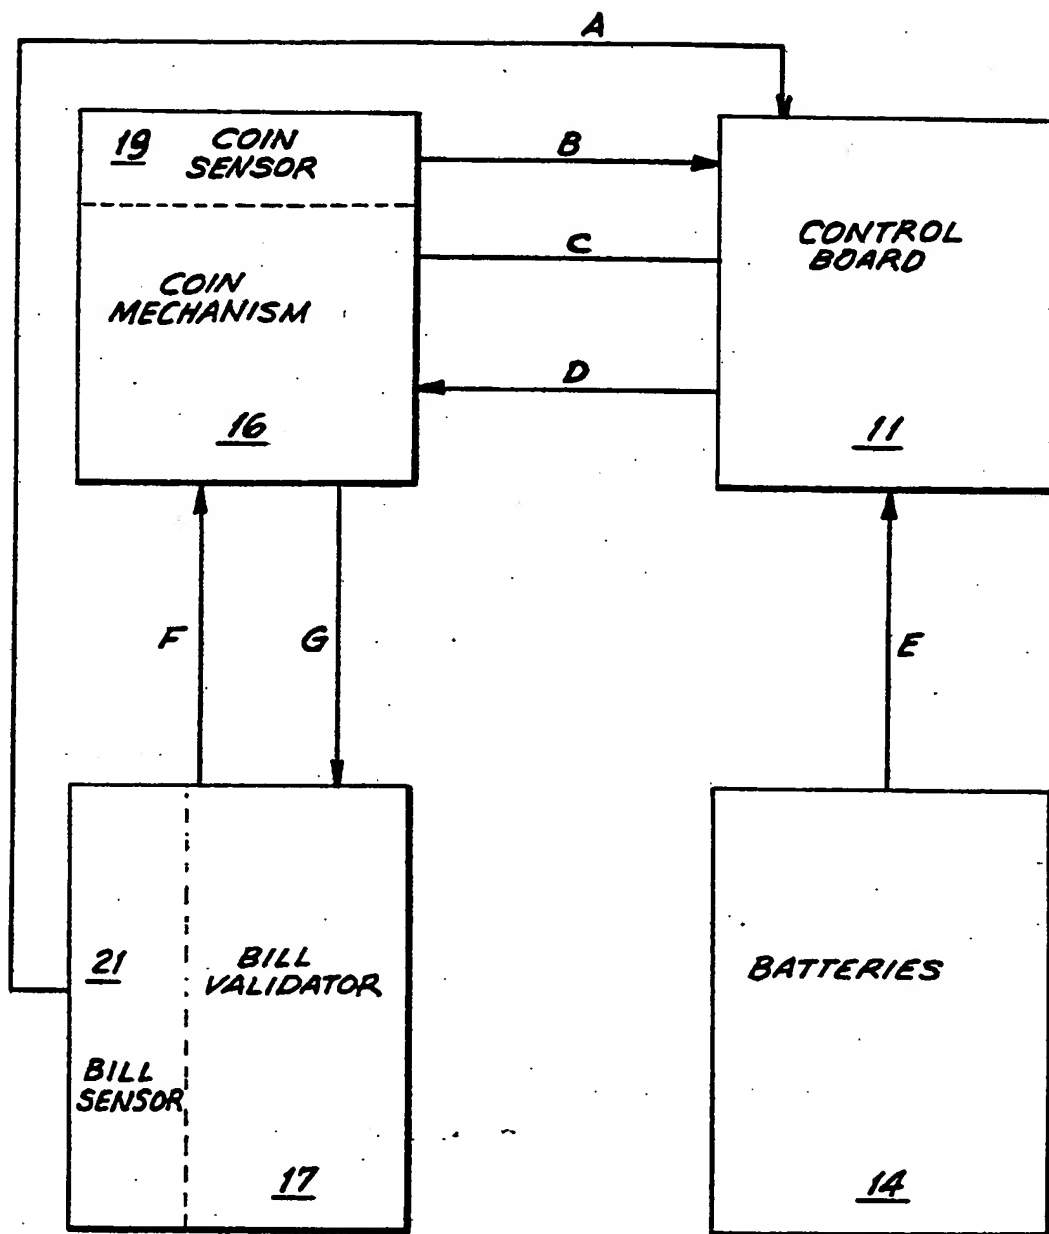 A
19
COIN
SENSOR
B
COIN
MECHANISM
C
CONTROL
BOARD
D
16
11
F
G
E
21
BILL
VALIDATOR
BATTERIES
BILL
SENSOR
17
14